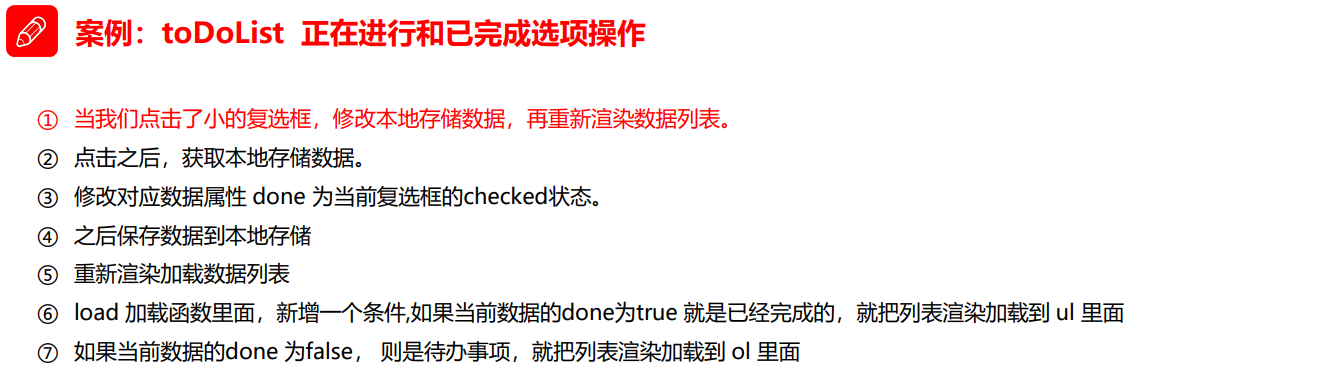 案例：toDoList 正在进行和已完成选项操作
① 当我们点击了小的复选框，修改本地存储数据，再重新渲染数据列表。
② 点击之后，获取本地存储数据。
③ 修改对应数据属性 done 为当前复选框的checked状态。
④ 之后保存数据到本地存储
⑤ 重新渲染加载数据列表
⑥ load 加载函数里面，新增一个条件,如果当前数据的done为true 就是已经完成的，就把列表渲染加载到 ul 里面
⑦ 如果当前数据的done 为false， 则是待办事项，就把列表渲染加载到 ol 里面